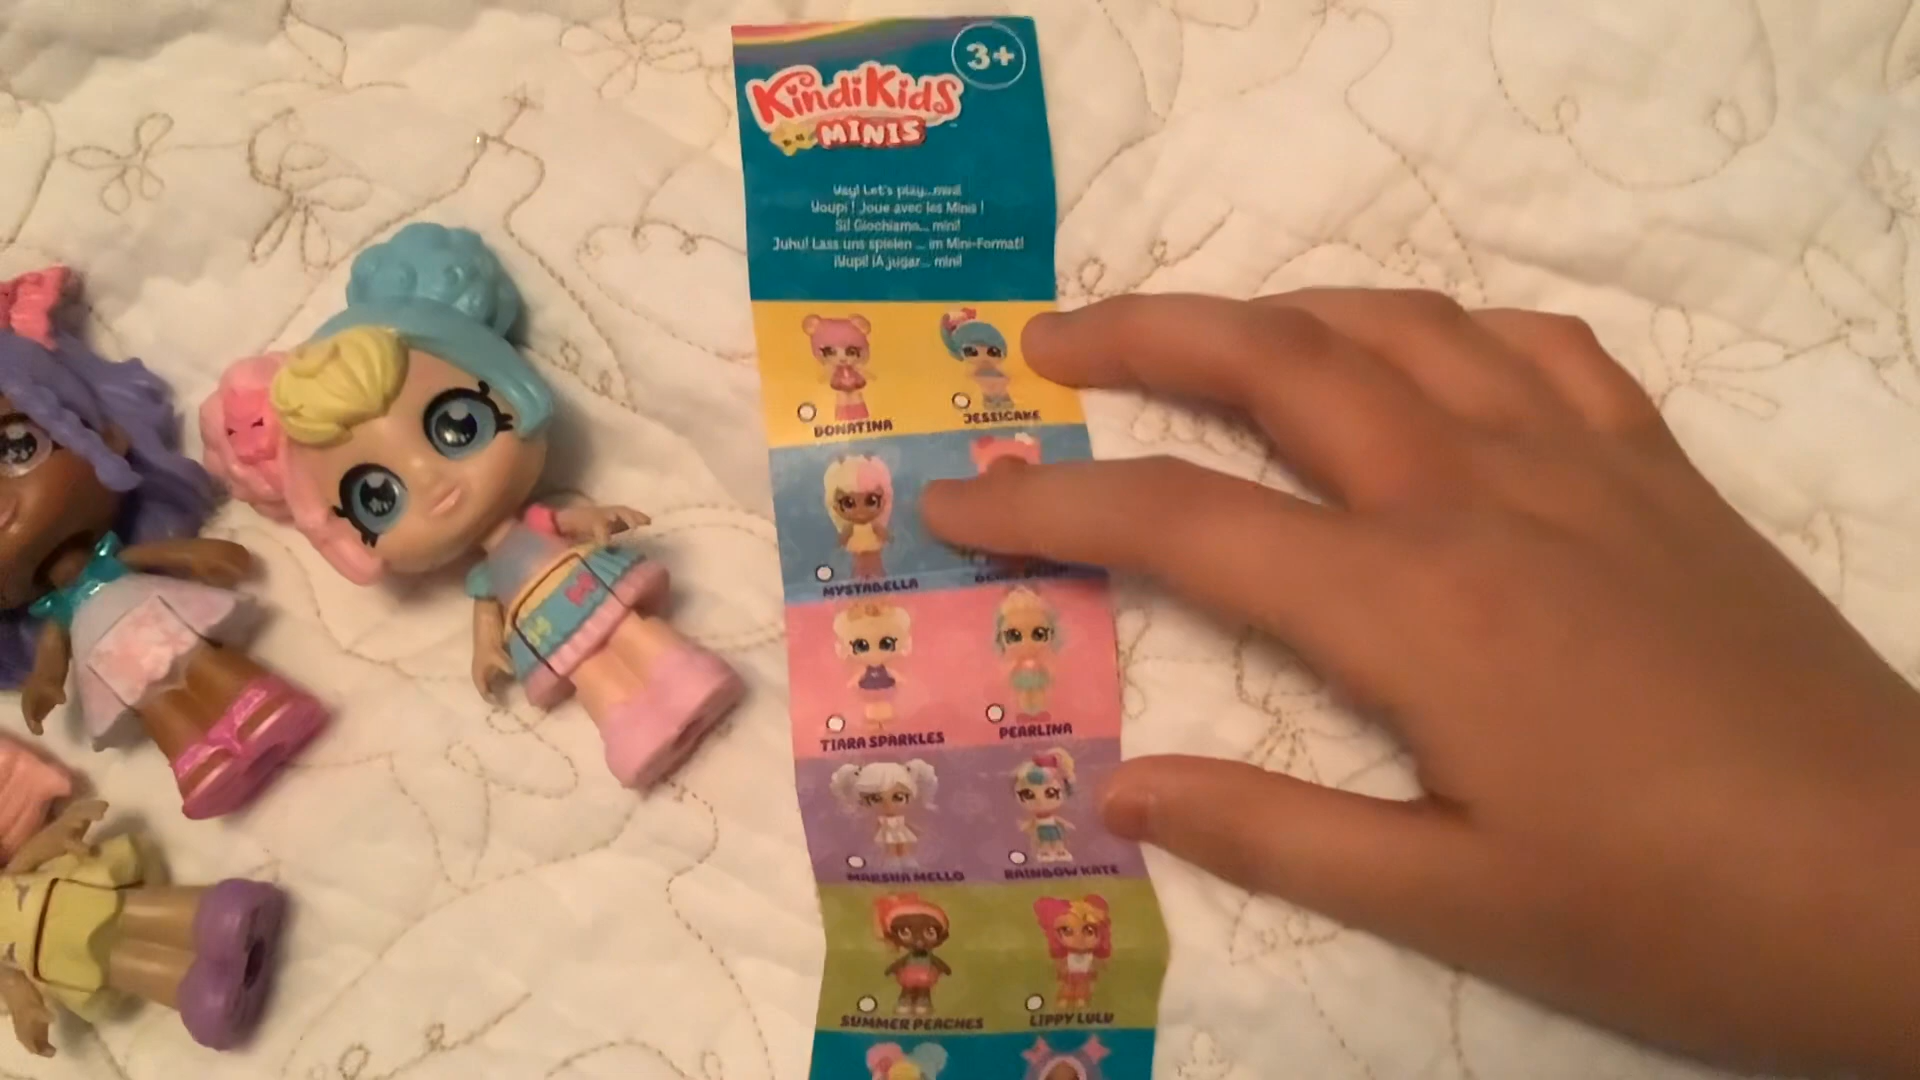 3+
KindiKids
MINIS
Yay! Let's play...mini!
Youpi ! Joue avec les Minis !
Sì! Giochiamo... mini!
Juhu! Lass uns spielen ... im Mini-Format!
¡Yupi! ¡A jugar... mini!
DONATINA
JESSICAKE
MYSTABELLA
TIARA SPARKLES
PEARLINA
MARSHA MELLO
RAINBOW KATE
SUMMER PEACHES
LIPPY LULU